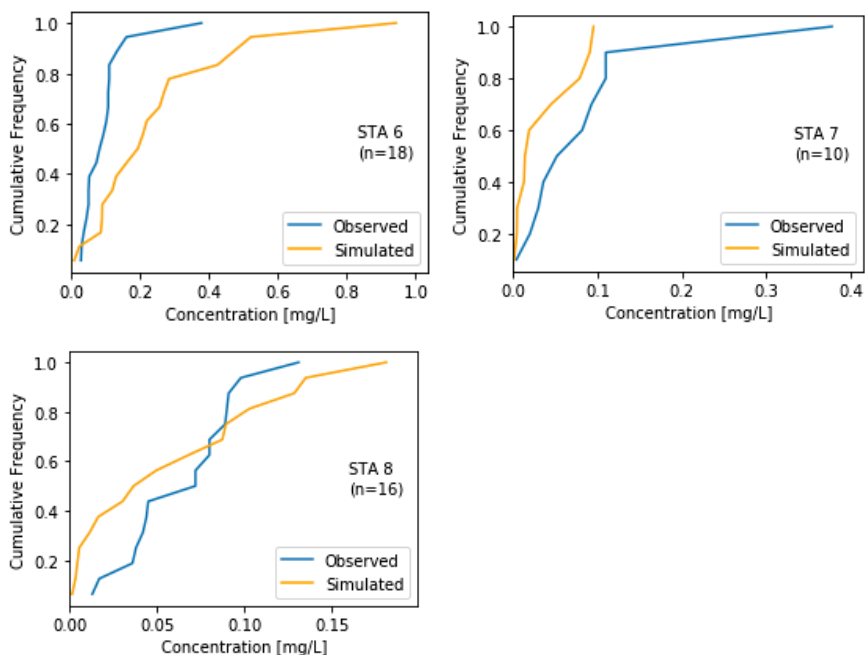 1.0
0.8
0.6
0.4
0.2
Cumulative Frequency
STA 6
(n=18)
Observed
Simulated
0.0 0.2 0.4 0.6 0.8 1.0
Concentration [mg/L]
1.0
0.8
0.6
0.4
0.2
Cumulative Frequency
STA 7
(n=10)
Observed
Simulated
0.0 0.1 0.2 0.3 0.4
Concentration [mg/L]
1.0
0.8
0.6
0.4
0.2
Cumulative Frequency
STA 8
(n=16)
Observed
Simulated
0.00 0.05 0.10 0.15
Concentration [mg/L]